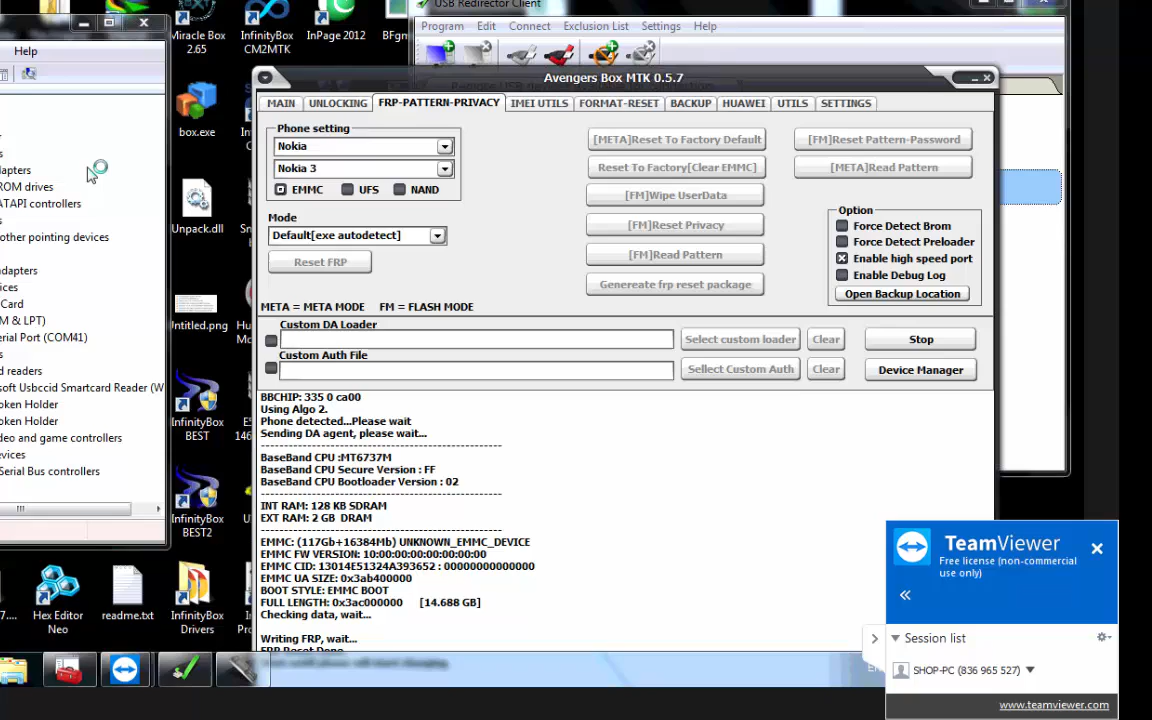 USB Redirector Client
Program Edit Connect Exclusion List Settings Help
Help
Miracle Box
2.65
InfinityBox
CM2MTK
InPage 2012
BFgm
box.exe
Unpack.dll
Untitled.png
InfinityBox
BEST
InfinityBox
BEST2
Hex Editor
Neo
readme.txt
InfinityBox
Drivers
dapters
ROM drives
ATAPI controllers
other pointing devices
adapters
ices
Card
M & LPT)
erial Port (COM41)
d readers
soft Usbccid Smartcard Reader (W
oken Holder
oken Holder
deo and game controllers
evices
Serial Bus controllers
Avengers Box MTK 0.5.7
MAIN UNLOCKING FRP-PATTERN-PRIVACY IMEI UTILS FORMAT-RESET BACKUP HUAWEI UTILS SETTINGS
Phone setting
Nokia
Nokia 3
EMMC UFS NAND
Mode
Default[exe autodetect]
Reset FRP
META = META MODE FM = FLASH MODE
[META]Reset To Factory Default
Reset To Factory[Clear EMMC]
[FM]Wipe UserData
[FM]Reset Privacy
[FM]Read Pattern
Genereate frp reset package
[FM]Reset Pattern-Password
[META]Read Pattern
Option
Force Detect Brom
Force Detect Preloader
Enable high speed port
Enable Debug Log
Open Backup Location
Custom DA Loader
Select custom loader Clear Stop
Custom Auth File
Sellect Custom Auth Clear Device Manager
BBCHIP: 335 0 ca00
Using Algo 2.
Phone detected...Please wait
Sending DA agent, please wait...
BaseBand CPU :MT6737M
BaseBand CPU Secure Version : FF
BaseBand CPU Bootloader Version : 02
INT RAM: 128 KB SDRAM
EXT RAM: 2 GB DRAM
EMMC: (117Gb+16384Mb) UNKNOWN_EMMC_DEVICE
EMMC FW VERSION: 10:00:00:00:00:00:00:00
EMMC CID: 13014E51324A393652 : 00000000000000
EMMC UA SIZE: 0x3ab400000
BOOT STYLE: EMMC BOOT
FULL LENGTH: 0x3ac000000 [14.688 GB]
Checking data, wait...
Writing FRP, wait...
FRP Reset Done
TeamViewer
Free license (non-commercial
use only)
Session list
SHOP-PC (836 965 527)
www.teamviewer.com